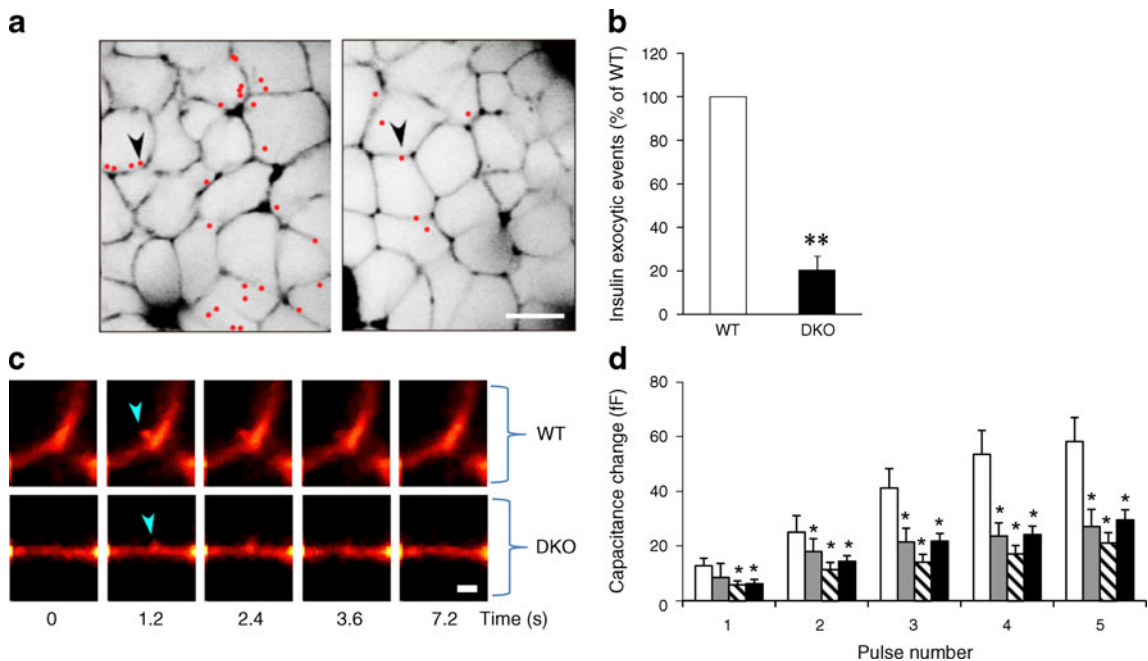 a
b
Insulin exocytic events (% of WT)
120
100
80
60
40
20
0
**
WT
DKO
c
WT
DKO
0 1.2 2.4 3.6 7.2 Time (s)
d
Capacitance change (fF)
80
60
40
20
0
* *
* * *
* * *
* * *
* * *
1 2 3 4 5
Pulse number